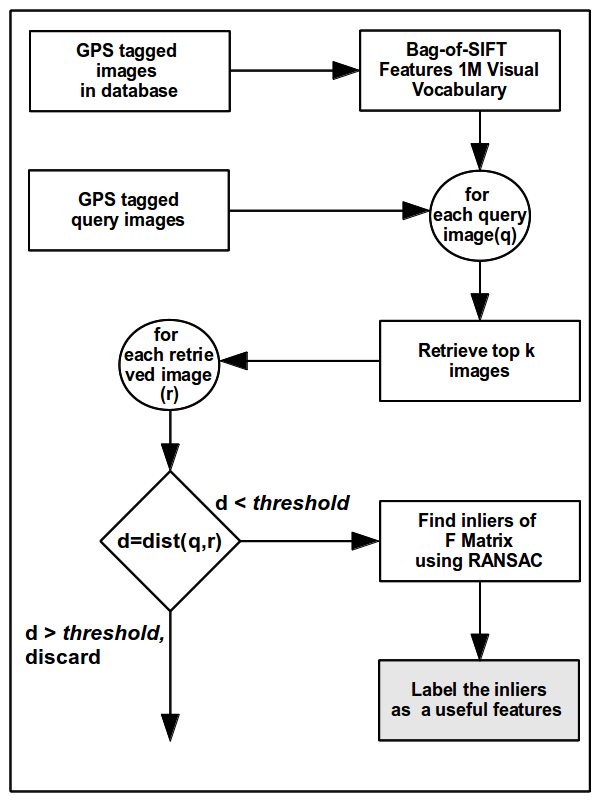 GPS tagged
images
in database
Bag-of-SIFT
Features 1M Visual
Vocabulary
GPS tagged
query images
for
each query
image(q)
Retrieve top k
images
for
each retrie
ved image
(r)
d < threshold
d=dist(q,r)
Find inliers of
F Matrix
using RANSAC
d > threshold,
discard
Label the inliers
as a useful features